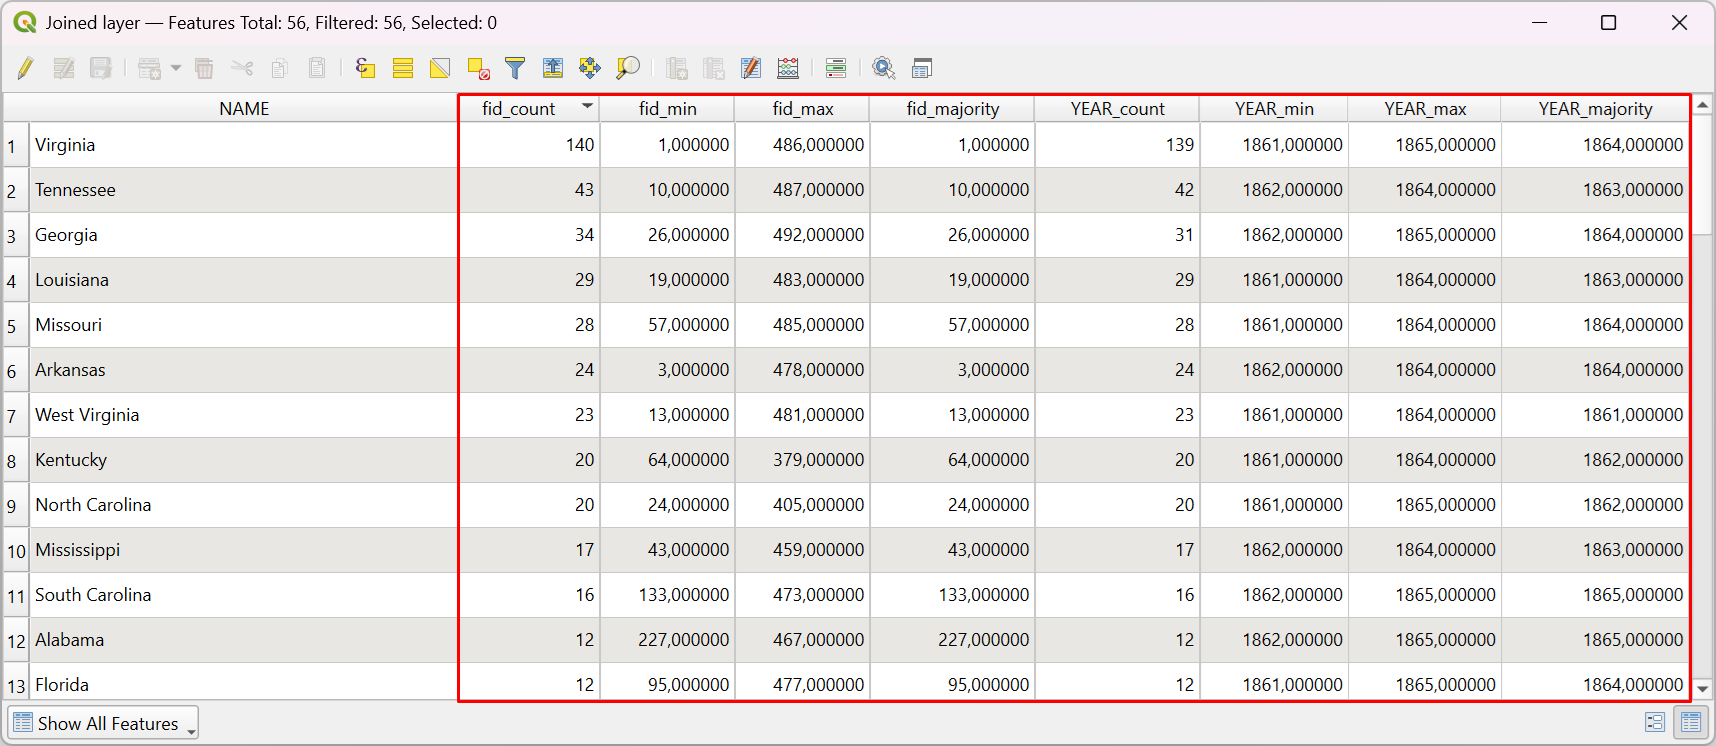 Joined layer — Features Total: 56, Filtered: 56, Selected: 0
NAME fid_count fid_min fid_max fid_majority YEAR_count YEAR_min YEAR_max YEAR_majority
1 Virginia 140 1,000000 486,000000 1,000000 139 1861,000000 1865,000000 1864,000000
2 Tennessee 43 10,000000 487,000000 10,000000 42 1862,000000 1864,000000 1863,000000
3 Georgia 34 26,000000 492,000000 26,000000 31 1862,000000 1865,000000 1864,000000
4 Louisiana 29 19,000000 483,000000 19,000000 29 1861,000000 1864,000000 1863,000000
5 Missouri 28 57,000000 485,000000 57,000000 28 1861,000000 1864,000000 1864,000000
6 Arkansas 24 3,000000 478,000000 3,000000 24 1862,000000 1864,000000 1864,000000
7 West Virginia 23 13,000000 481,000000 13,000000 23 1861,000000 1864,000000 1861,000000
8 Kentucky 20 64,000000 379,000000 64,000000 20 1861,000000 1864,000000 1862,000000
9 North Carolina 20 24,000000 405,000000 24,000000 20 1861,000000 1865,000000 1862,000000
10 Mississippi 17 43,000000 459,000000 43,000000 17 1862,000000 1864,000000 1863,000000
11 South Carolina 16 133,000000 473,000000 133,000000 16 1862,000000 1865,000000 1865,000000
12 Alabama 12 227,000000 467,000000 227,000000 12 1862,000000 1865,000000 1865,000000
13 Florida 12 95,000000 477,000000 95,000000 12 1861,000000 1865,000000 1864,000000
Show All Features